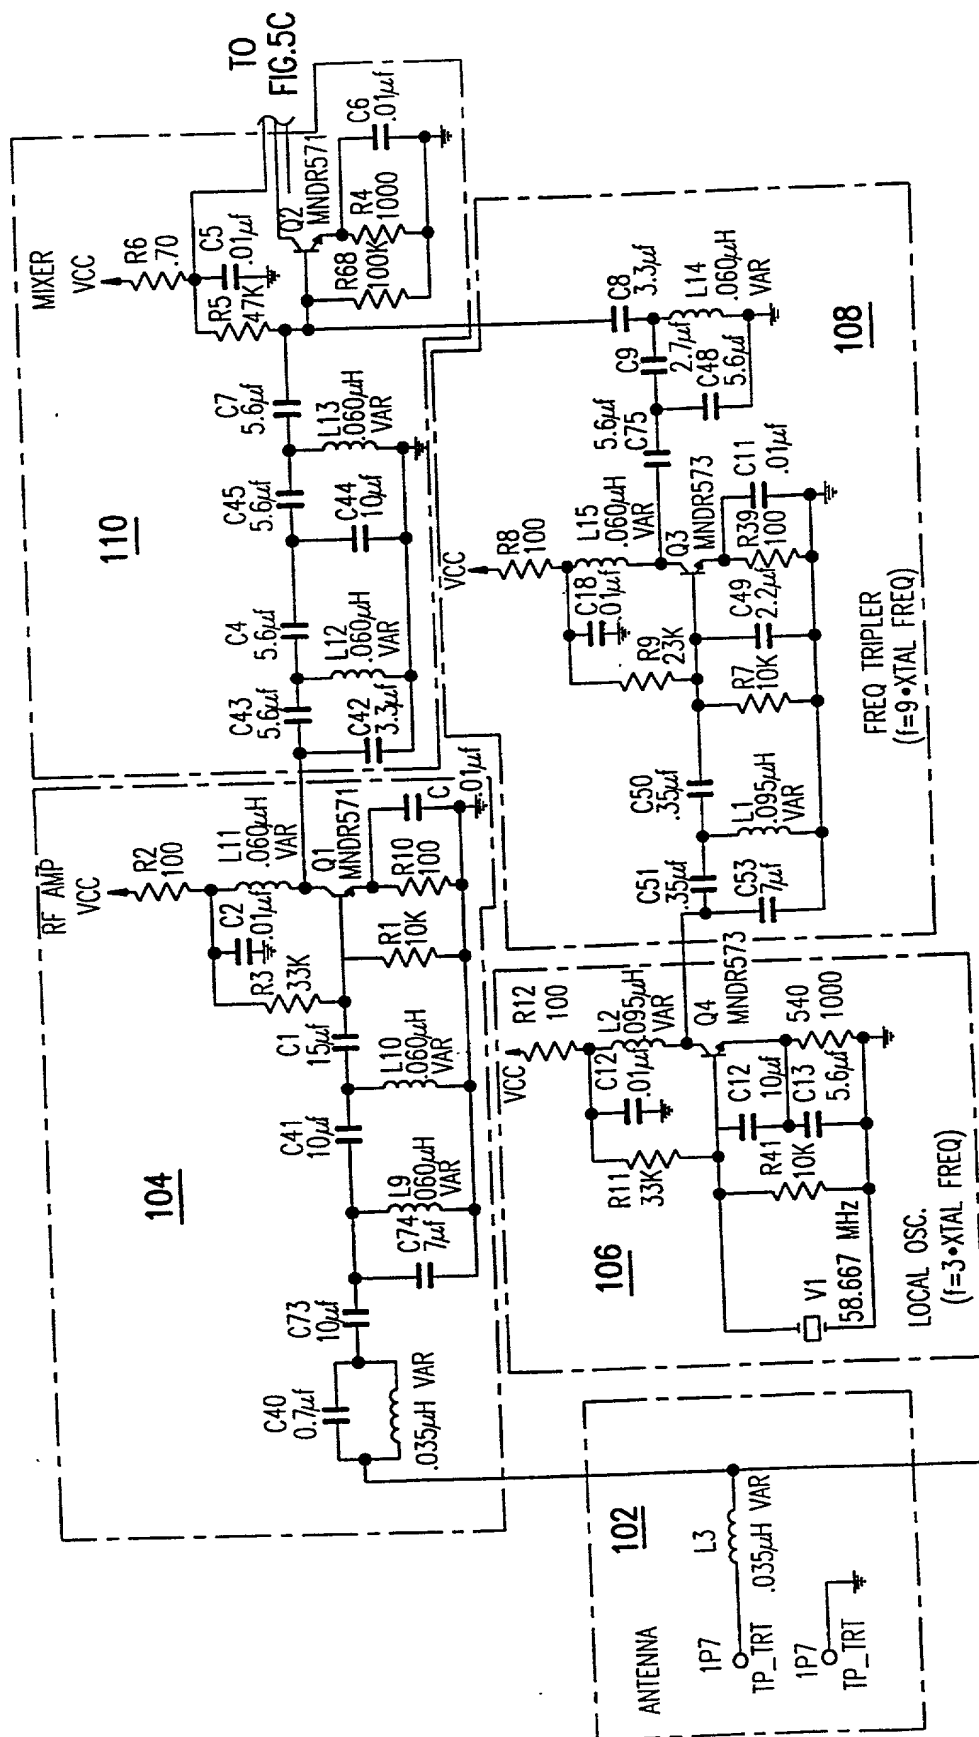 TO
FIG.5C
MIXER
VCC
R6
.70
C5
.01µf
R5
47K
Q2
MNDR571
C6
.01µf
R4
1000
R68
100K
110
C7
5.6µf
L13
.060µH
VAR
C45
5.6µf
C44
10µf
C4
5.6µf
L12
.060µH
VAR
C43
5.6µf
C42
3.3µf
RF AMP
VCC
R2
100
L11
.060µH
VAR
C2
.01µf
R3
33K
Q1
MNDR571
C
.01µf
R10
100
R1
10K
C1
15µf
L10
.060µH
VAR
C41
10µf
L9
.060µH
VAR
C74
7µf
C73
10µf
C40
0.7µf
.035µH VAR
104
C8
3.3µf
L14
.060µH
VAR
C9
2.7µf
C48
5.6µf
5.6µf
C75
108
VCC
R8
100
L15
.060µH
VAR
C18
.01µf
R9
23K
Q3
MNDR573
C11
.01µf
R39
100
C49
2.2µf
R7
10K
C50
.35µf
L1
.095µH
VAR
C51
.35µf
C53
7µf
FREQ TRIPLER
(f=9•XTAL FREQ)
VCC
R12
100
L2
.095µH
VAR
C12
.01µf
R11
33K
Q4
MNDR573
540
1000
C12
10µf
C13
5.6µf
R41
10K
V1
58.667 MHz
106
LOCAL OSC.
(f=3•XTAL FREQ)
102
ANTENNA
L3
.035µH VAR
1P7
TP_TRT
1P7
TP_TRT